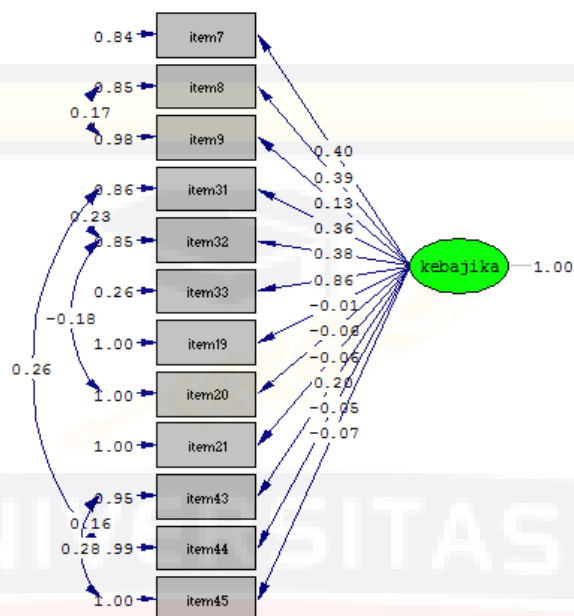 0.84 item7
0.85 item8
0.17
0.98 item9
0.40
0.39
0.13
0.86 item31
0.36
0.23
0.85 item32
0.38
kebajika 1.00
0.86
0.26 item33
-0.01
-0.18
1.00 item19
-0.06
-0.06
0.26
0.20
1.00 item20
-0.05
-0.07
1.00 item21
0.95 item43
0.16
0.28 .99 item44
1.00 item45
UNIVERSITAS